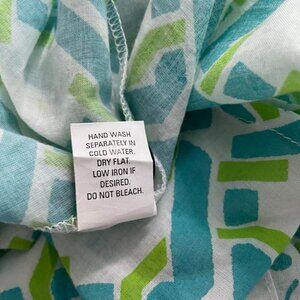 HAND WASH
SEPARATELY IN
COLD WATER.
DRY FLAT.
LOW IRON IF
DESIRED.
DO NOT BLEACH.